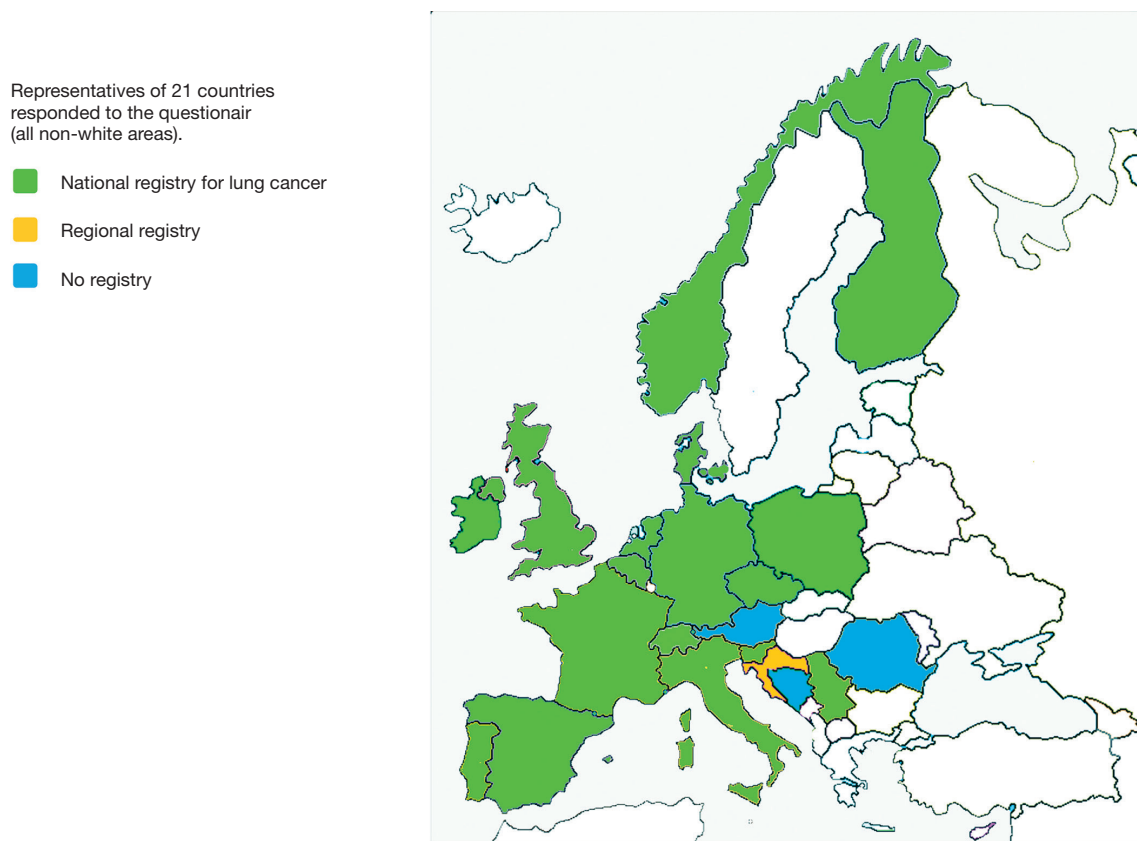 Representatives of 21 countries
responded to the questionair
(all non-white areas).
National registry for lung cancer
Regional registry
No registry